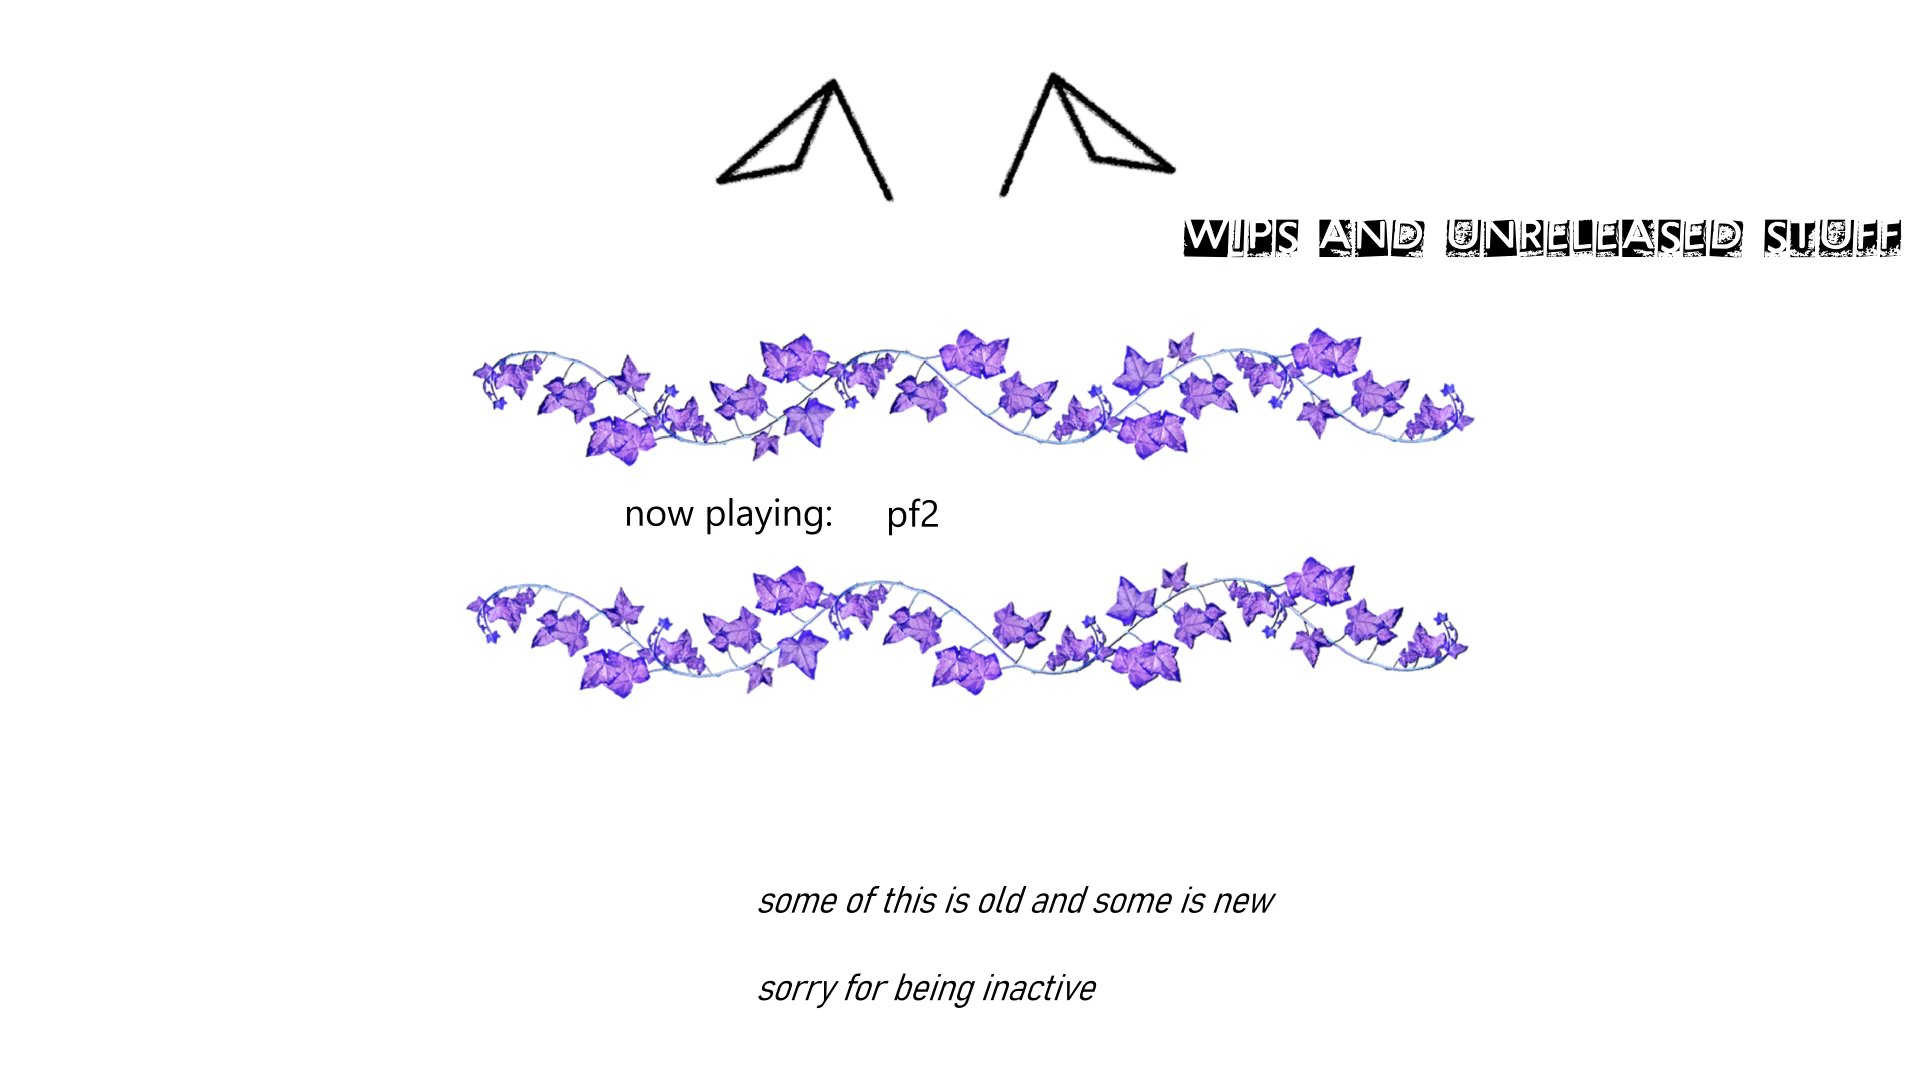 WIPS AND UNRELEASED STUFF
now playing: pf2
some of this is old and some is new
sorry for being inactive